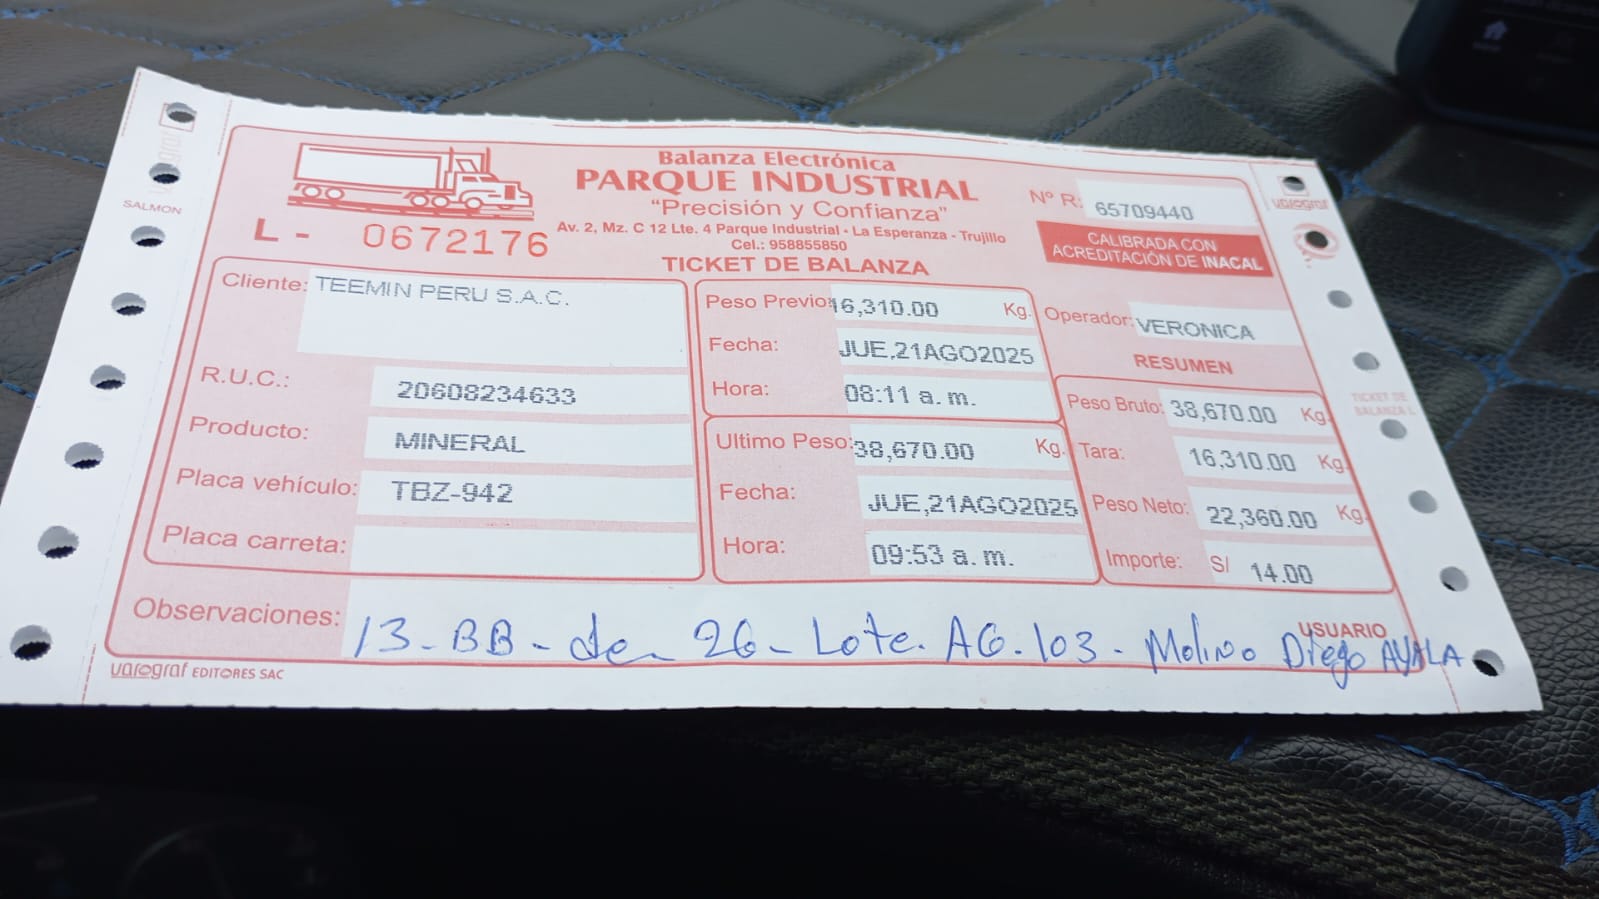 Balanza Electrónica
PARQUE INDUSTRIAL
"Precisión y Confianza"
Av. 2, Mz. C 12 Lte. 4 Parque Industrial - La Esperanza - Trujillo
Cel.: 958855850
TICKET DE BALANZA
L - 0672176
Nº R: 65709440
CALIBRADA CON
ACREDITACIÓN DE INACAL
SALMON
Cliente: TEEMIN PERU S.A.C.
R.U.C.: 20608234633
Producto: MINERAL
Placa vehículo: TBZ-942
Placa carreta:
Peso Previo: 16,310.00 Kg.
Fecha: JUE,21AGO2025
Hora: 08:11 a. m.
Ultimo Peso: 38,670.00 Kg.
Fecha: JUE,21AGO2025
Hora: 09:53 a. m.
Operador: VERONICA
RESUMEN
Peso Bruto: 38,670.00 Kg.
Tara: 16,310.00 Kg.
Peso Neto: 22,360.00 Kg.
Importe: S/ 14.00
TICKET DE
BALANZA L
Observaciones: 13-BB-de-26-Lote. AG.103-Molino Diego AYALA
USUARIO
varograf EDITORES SAC
varograf